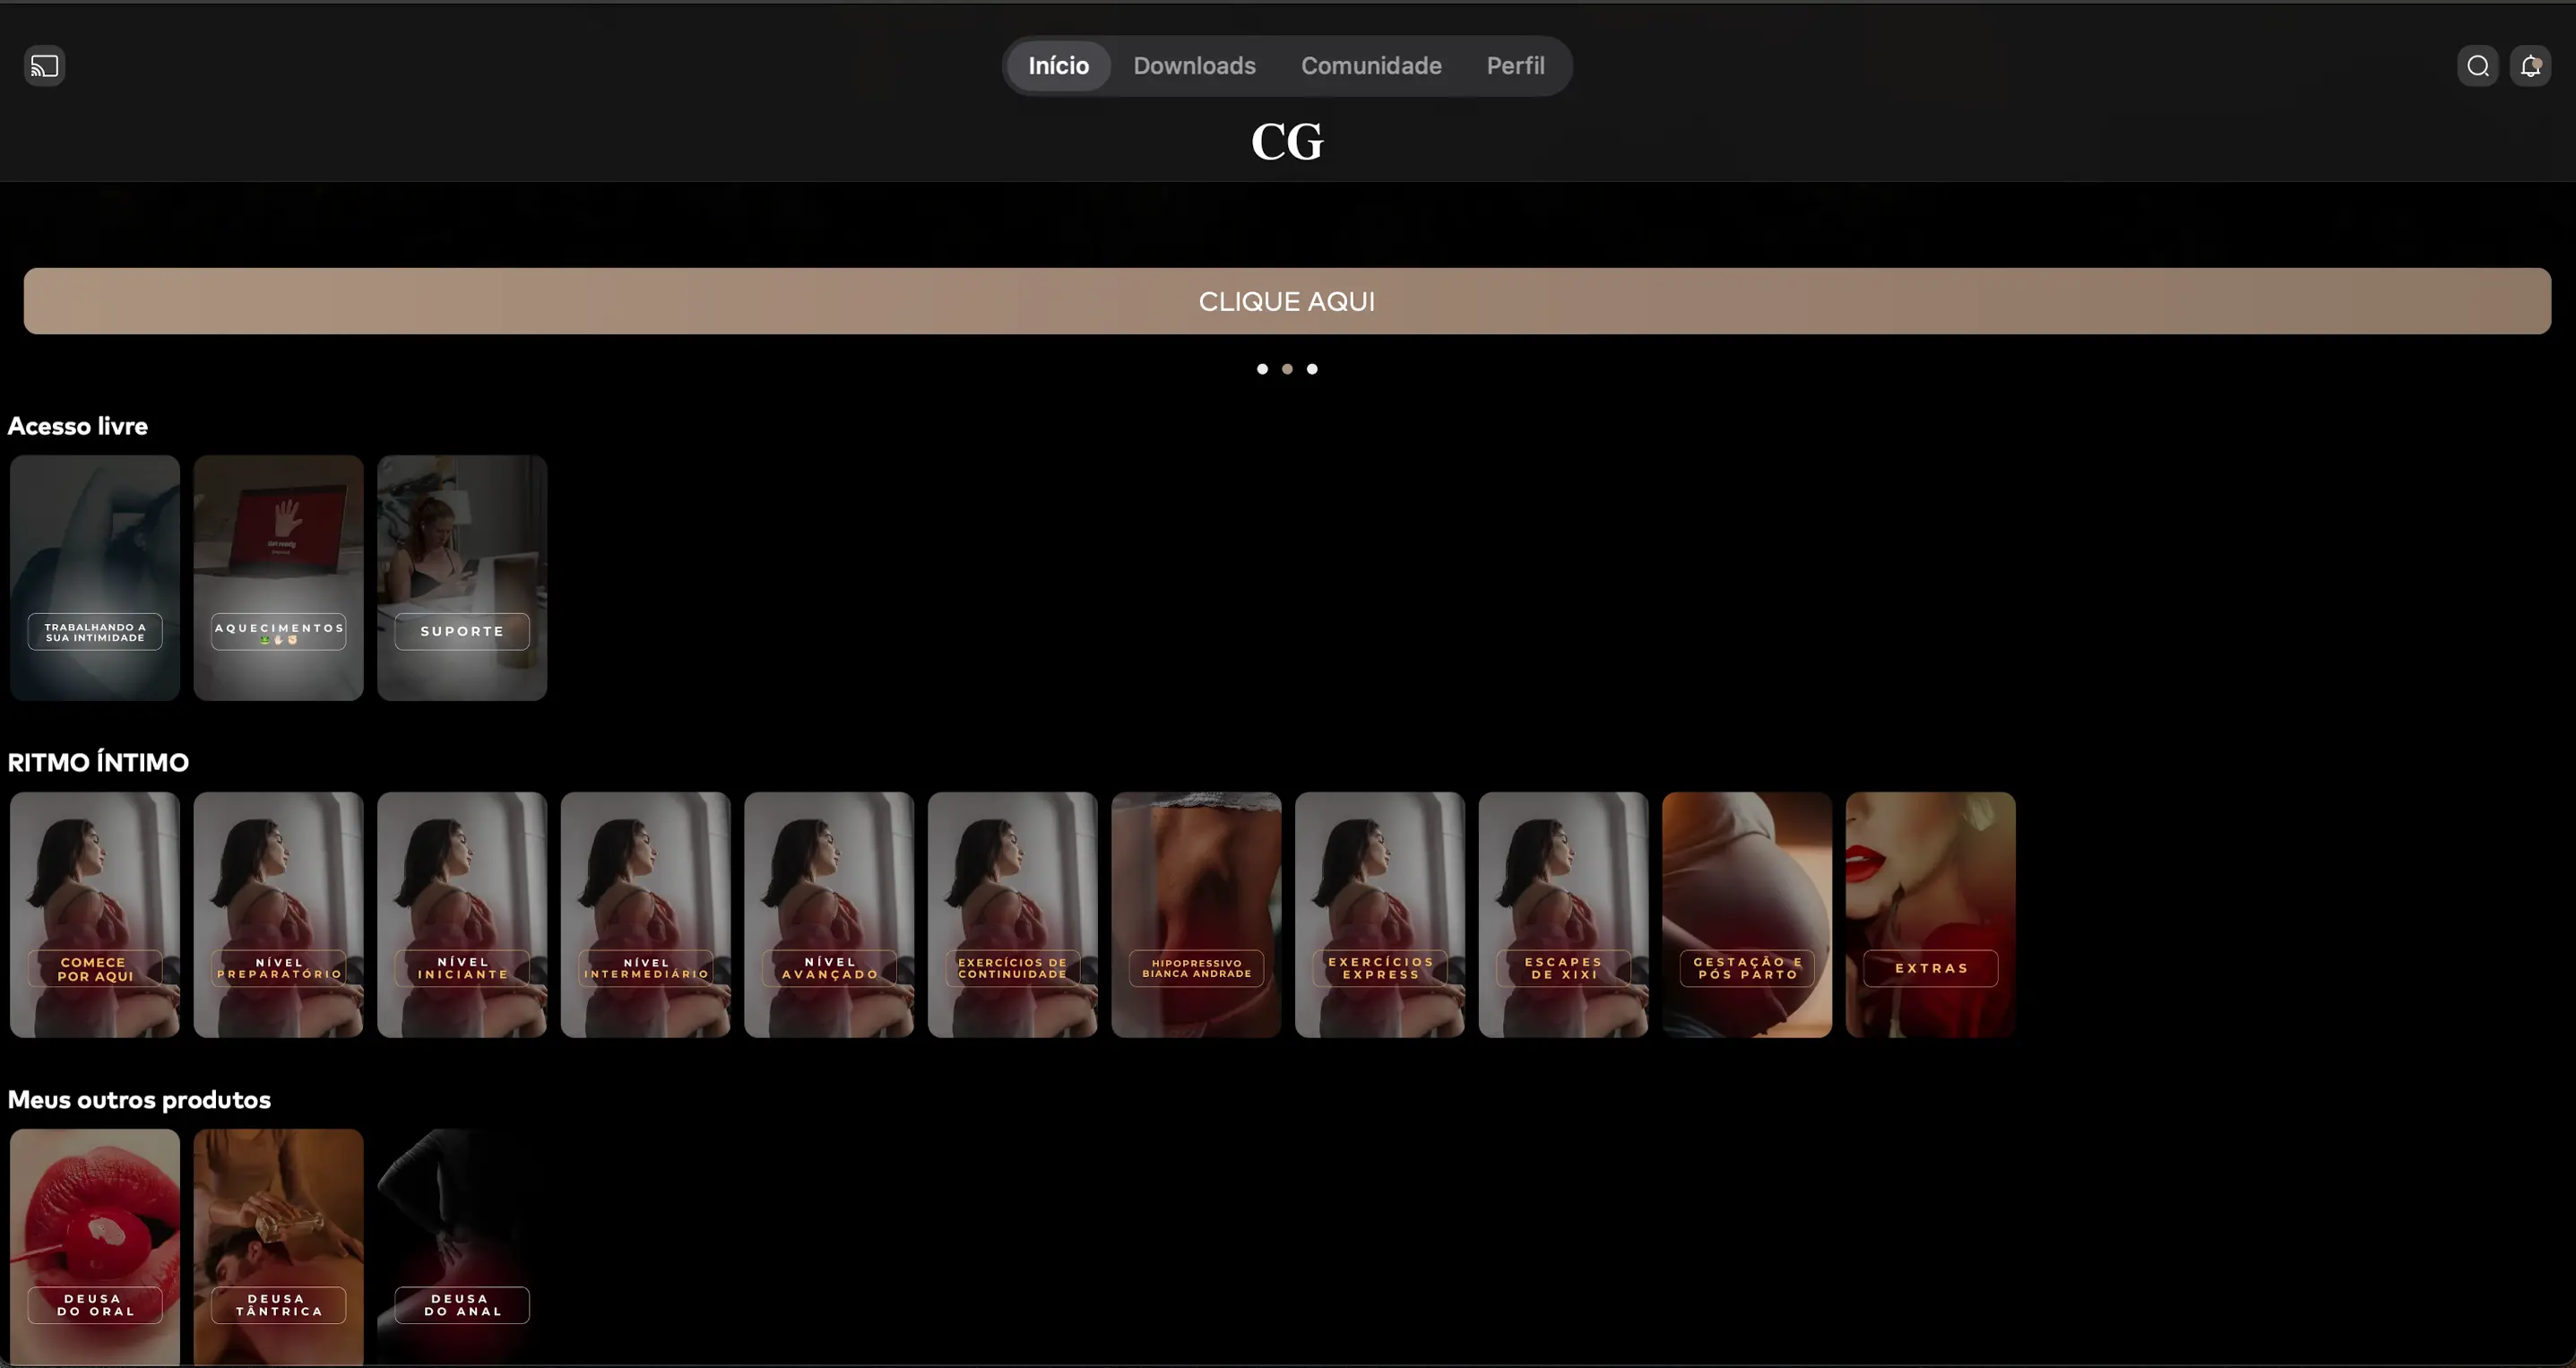 Início Downloads Comunidade Perfil
CG
CLIQUE AQUI
Acesso livre
TRABALHANDO A
SUA INTIMIDADE
AQUECIMENTOS
SUPORTE
RITMO ÍNTIMO
COMECE
POR AQUI
NÍVEL
PREPARATÓRIO
NÍVEL
INICIANTE
NÍVEL
INTERMEDIÁRIO
NÍVEL
AVANÇADO
EXERCÍCIOS DE
CONTINUIDADE
HIPOPRESSIVO
BIANCA ANDRADE
EXERCÍCIOS
EXPRESS
ESCAPES
DE XIXI
GESTAÇÃO E
PÓS PARTO
EXTRAS
Meus outros produtos
DEUSA
DO ORAL
DEUSA
TÂNTRICA
DEUSA
DO ANAL